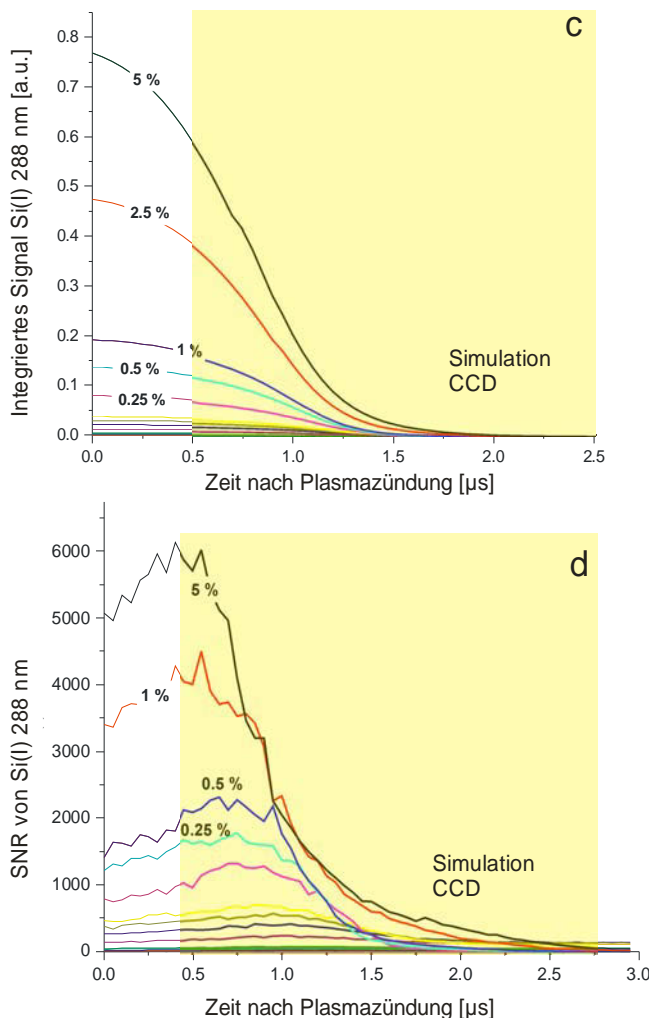 c
Integriertes Signal Si(I) 288 nm [a.u.]
0.8
0.7
0.6
0.5
0.4
0.3
0.2
0.1
0.0
5 %
2.5 %
1 %
0.5 %
0.25 %
Simulation
CCD
0.0 0.5 1.0 1.5 2.0 2.5
Zeit nach Plasmazündung [µs]
d
SNR von Si(I) 288 nm
6000
5000
4000
3000
2000
1000
0
5 %
1 %
0.5 %
0.25 %
Simulation
CCD
0.0 0.5 1.0 1.5 2.0 2.5 3.0
Zeit nach Plasmazündung [µs]